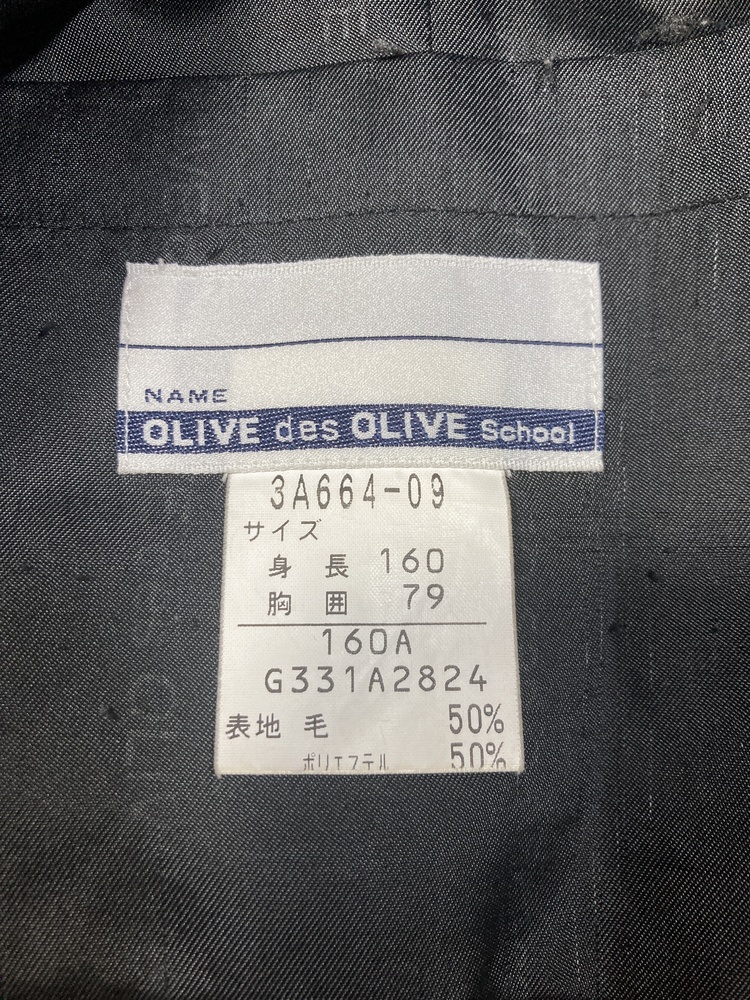 NAME
OLIVE des OLIVE School
3A664-09
サイズ
身 長 160
胸 囲 79
160A
G331A2824
表地 毛 50%
ポリエステル 50%